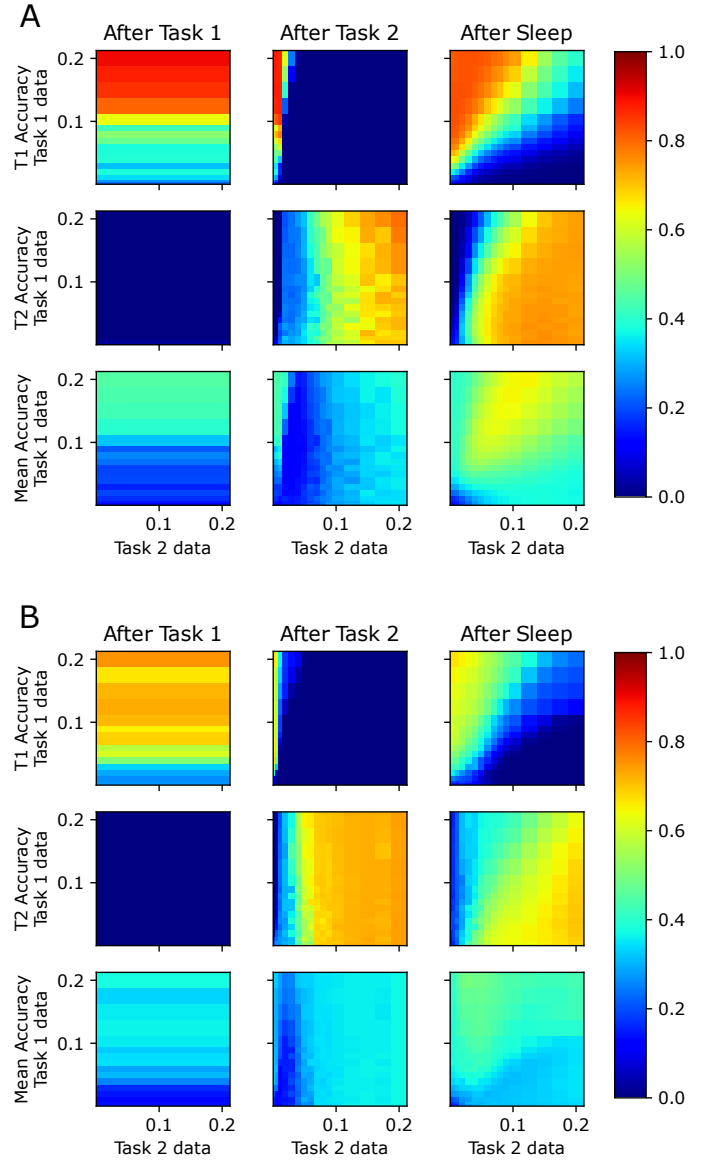 A
After Task 1 After Task 2 After Sleep
T1 Accuracy
Task 1 data
0.2
0.1
T2 Accuracy
Task 1 data
0.2
0.1
Mean Accuracy
Task 1 data
0.2
0.1
0.1 0.2 0.1 0.2 0.1 0.2
Task 2 data Task 2 data Task 2 data
1.0
0.8
0.6
0.4
0.2
0.0
B
After Task 1 After Task 2 After Sleep
T1 Accuracy
Task 1 data
0.2
0.1
T2 Accuracy
Task 1 data
0.2
0.1
Mean Accuracy
Task 1 data
0.2
0.1
0.1 0.2 0.1 0.2 0.1 0.2
Task 2 data Task 2 data Task 2 data
1.0
0.8
0.6
0.4
0.2
0.0